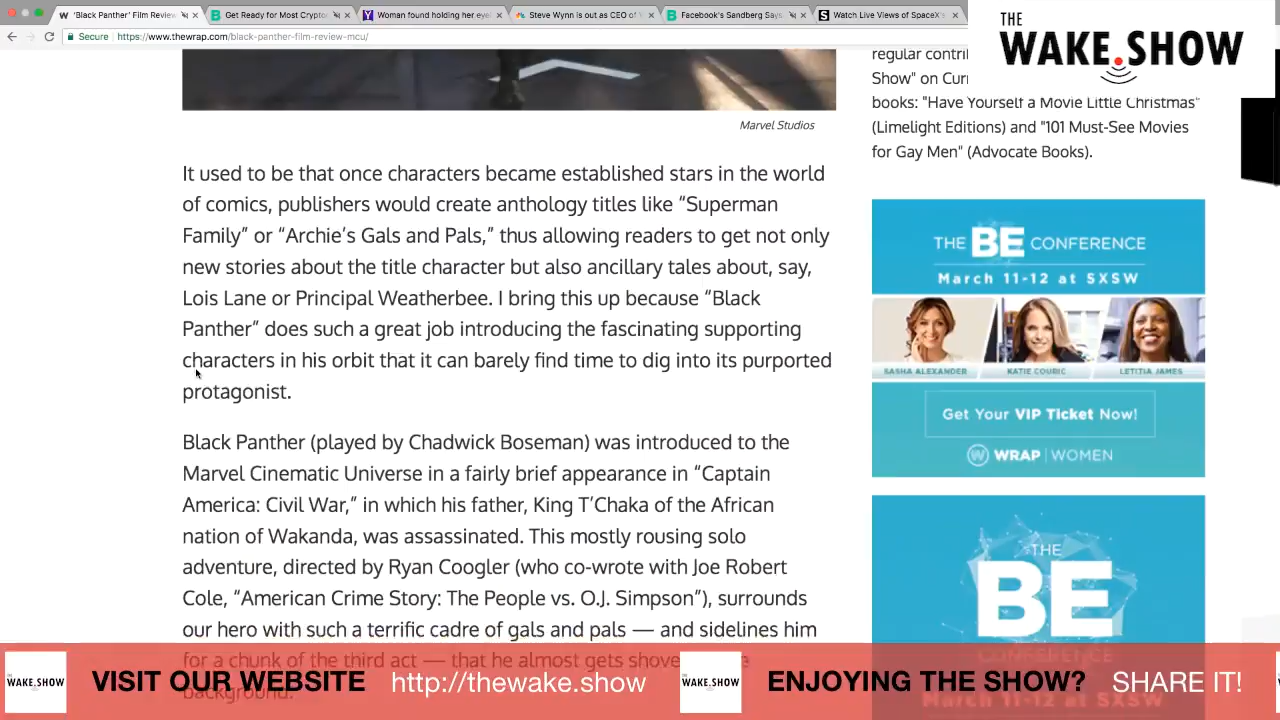 'Black Panther' Film Review
Get Ready for Most Crypto
Woman found holding her eye
Steve Wynn is out as CEO of
Facebook's Sandberg Says
Watch Live Views of SpaceX's
Secure https://www.thewrap.com/black-panther-film-review-mcu/
THE
WAKE.SHOW
regular contri
Show" on Curr
books: "Have Yourself a Movie Little Christmas"
(Limelight Editions) and "101 Must-See Movies
for Gay Men" (Advocate Books).
Marvel Studios
It used to be that once characters became established stars in the world
of comics, publishers would create anthology titles like “Superman
Family” or “Archie’s Gals and Pals,” thus allowing readers to get not only
new stories about the title character but also ancillary tales about, say,
Lois Lane or Principal Weatherbee. I bring this up because “Black
Panther” does such a great job introducing the fascinating supporting
characters in his orbit that it can barely find time to dig into its purported
protagonist.
Black Panther (played by Chadwick Boseman) was introduced to the
Marvel Cinematic Universe in a fairly brief appearance in “Captain
America: Civil War,” in which his father, King T’Chaka of the African
nation of Wakanda, was assassinated. This mostly rousing solo
adventure, directed by Ryan Coogler (who co-wrote with Joe Robert
Cole, “American Crime Story: The People vs. O.J. Simpson”), surrounds
our hero with such a terrific cadre of gals and pals — and sidelines him
for a chunk of the third act — that he almost gets shove
background.
THE BE CONFERENCE
March 11-12 at SXSW
SASHA ALEXANDER KATIE COURIC LETITIA JAMES
Get Your VIP Ticket Now!
W WRAP | WOMEN
THE
BE
CONFERENCE
March 11-12 at SXSW
THE
WAKE.SHOW
VISIT OUR WEBSITE http://thewake.show
THE
WAKE.SHOW
ENJOYING THE SHOW? SHARE IT!